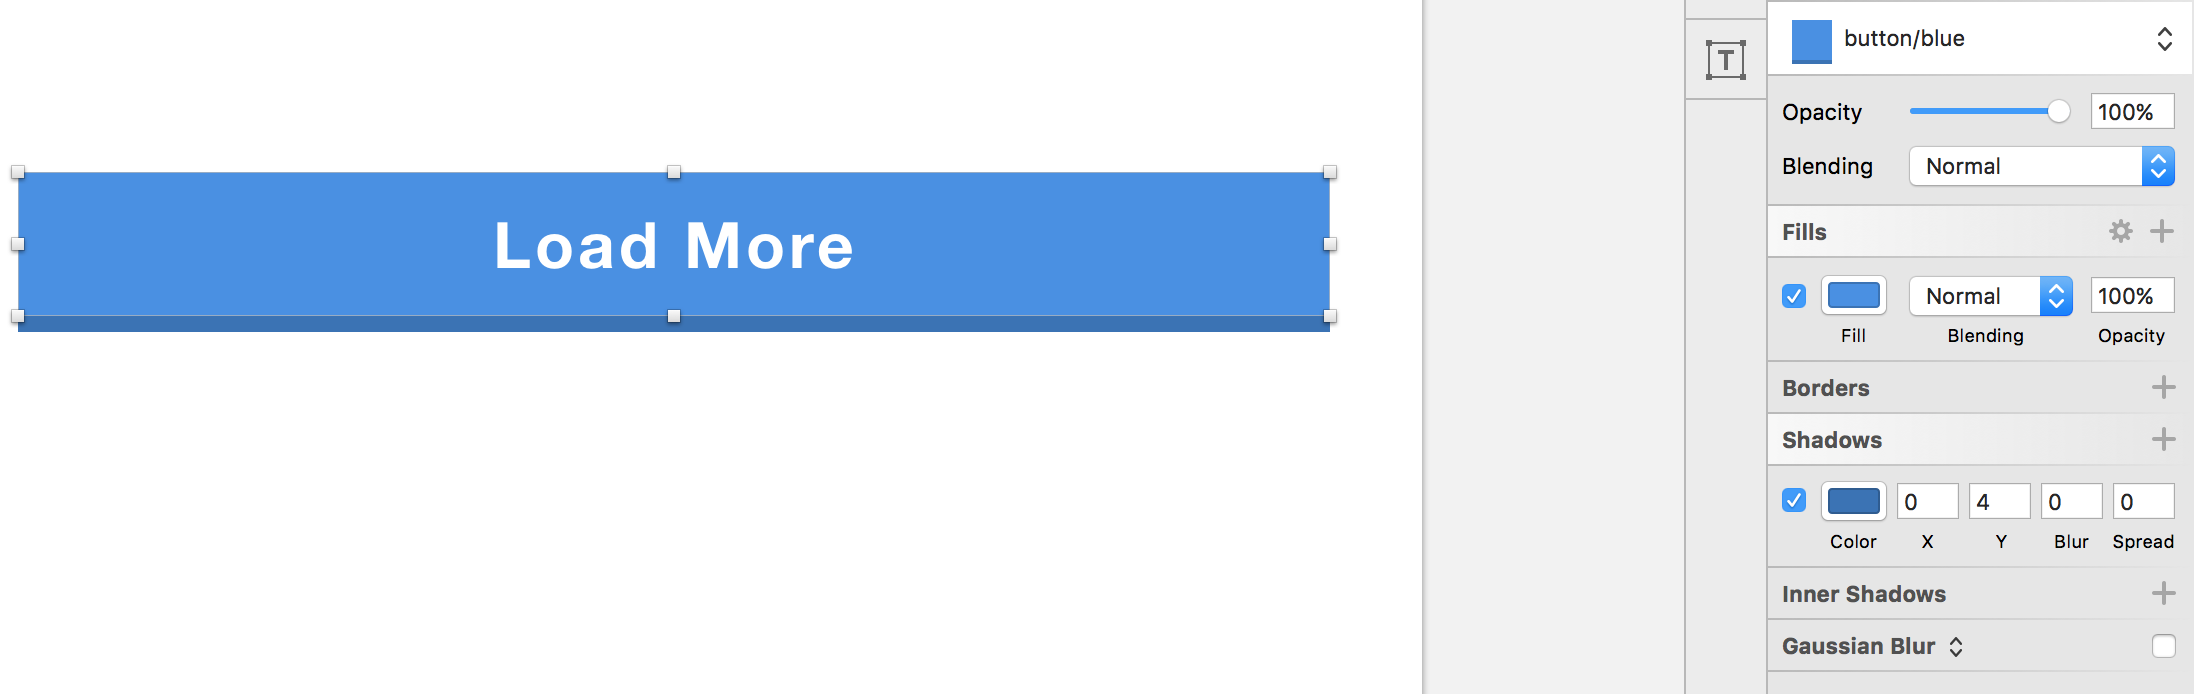 Load More
T
button/blue
Opacity 100%
Blending Normal
Fills
Normal 100%
Fill Blending Opacity
Borders
Shadows
0 4 0 0
Color X Y Blur Spread
Inner Shadows
Gaussian Blur